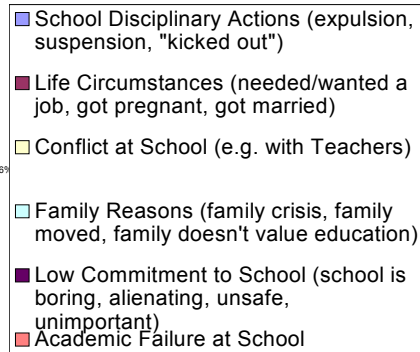 School Disciplinary Actions (expulsion,
suspension, "kicked out")
Life Circumstances (needed/wanted a
job, got pregnant, got married)
Conflict at School (e.g. with Teachers)
6%
Family Reasons (family crisis, family
moved, family doesn't value education)
Low Commitment to School (school is
boring, alienating, unsafe,
unimportant)
Academic Failure at School